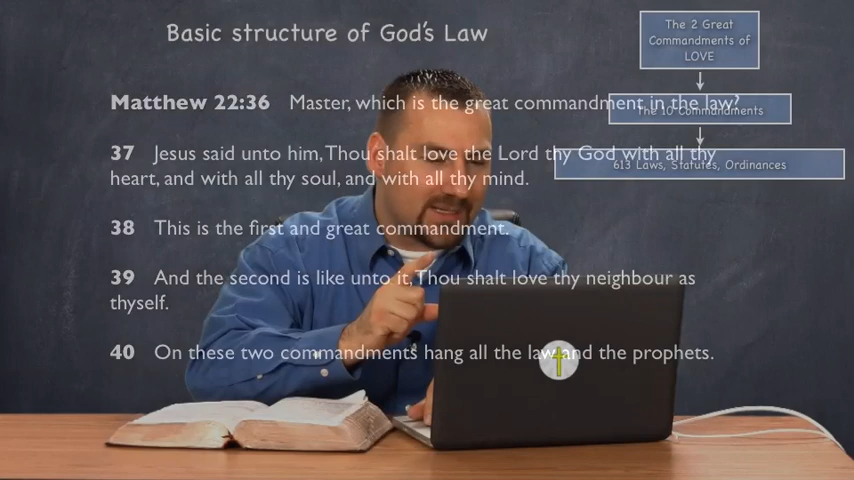 Basic structure of God's Law
The 2 Great
Commandments of
LOVE
The 10 Commandments
613 Laws, Statutes, Ordinances
Matthew 22:36 Master, which is the great commandment in the law?
37 Jesus said unto him, Thou shalt love the Lord thy God with all thy
heart, and with all thy soul, and with all thy mind.
38 This is the first and great commandment.
39 And the second is like unto it, Thou shalt love thy neighbour as
thyself.
40 On these two commandments hang all the law and the prophets.